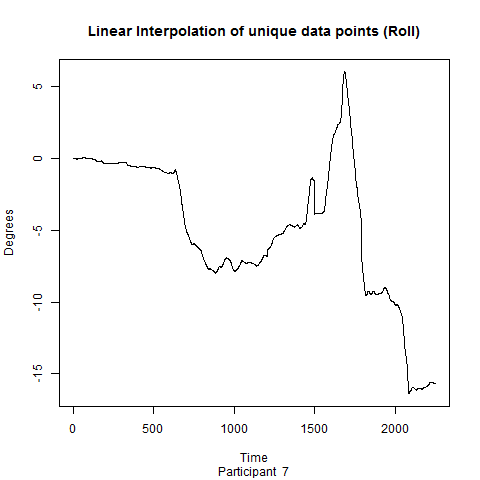 Linear Interpolation of unique data points (Roll)
Degrees
5
0
-5
-10
-15
0 500 1000 1500 2000
Time
Participant 7